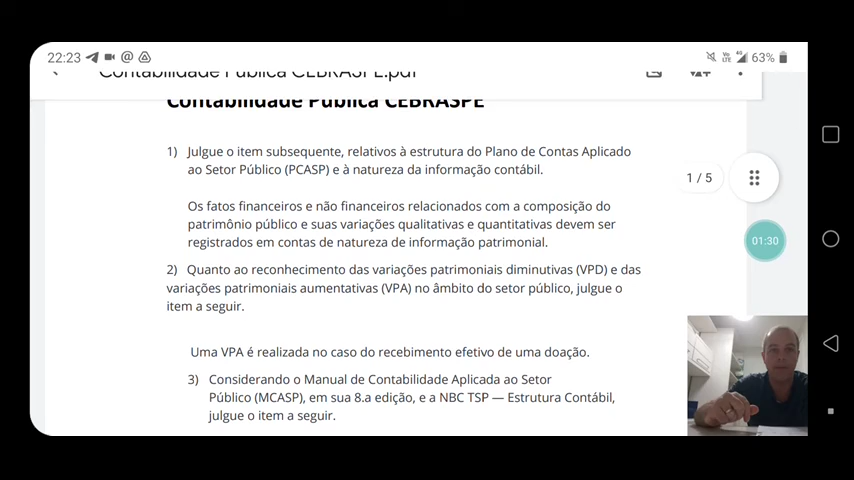 22:23
63%
Contabilidade Pública CEBRASPE.pdf
Contabilidade Pública CEBRASPE
1) Julgue o item subsequente, relativos à estrutura do Plano de Contas Aplicado
ao Setor Público (PCASP) e à natureza da informação contábil.
1 / 5
Os fatos financeiros e não financeiros relacionados com a composição do
patrimônio público e suas variações qualitativas e quantitativas devem ser
registrados em contas de natureza de informação patrimonial.
01:30
2) Quanto ao reconhecimento das variações patrimoniais diminutivas (VPD) e das
variações patrimoniais aumentativas (VPA) no âmbito do setor público, julgue o
item a seguir.
Uma VPA é realizada no caso do recebimento efetivo de uma doação.
3) Considerando o Manual de Contabilidade Aplicada ao Setor
Público (MCASP), em sua 8.a edição, e a NBC TSP — Estrutura Contábil,
julgue o item a seguir.